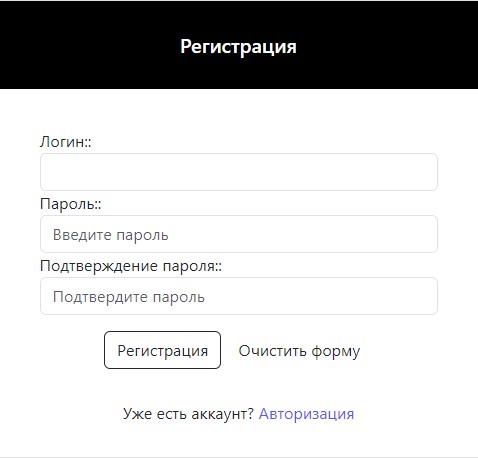 Регистрация
Логин::
Пароль::
Введите пароль
Подтверждение пароля::
Подтвердите пароль
Регистрация Очистить форму
Уже есть аккаунт? Авторизация